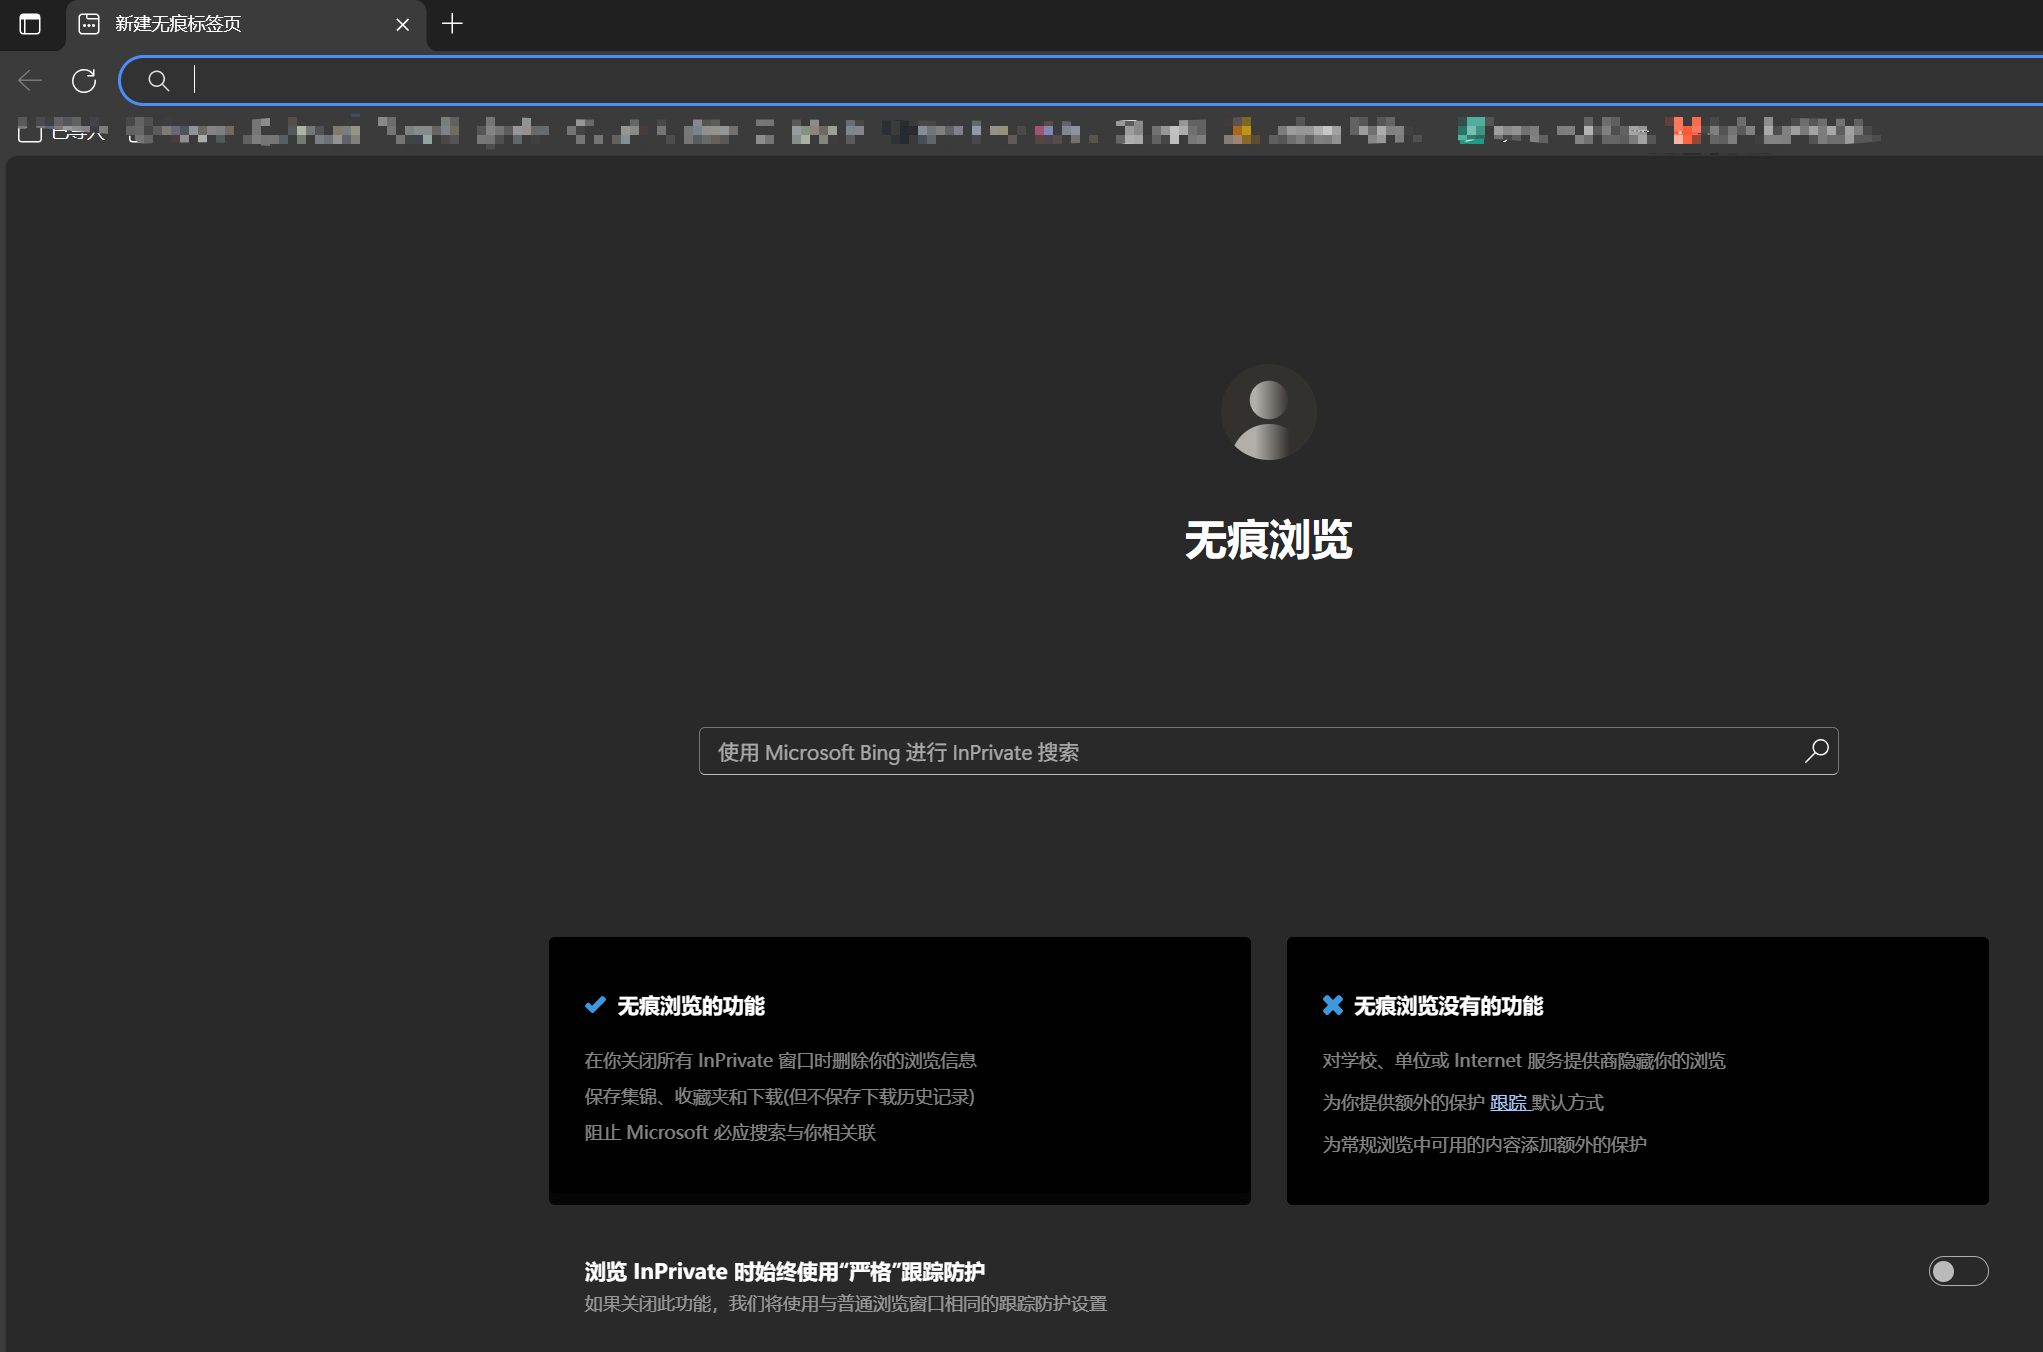 新建无痕标签页
无痕浏览
使用 Microsoft Bing 进行 InPrivate 搜索
无痕浏览的功能
在你关闭所有 InPrivate 窗口时删除你的浏览信息
保存集锦、收藏夹和下载(但不保存下载历史记录)
阻止 Microsoft 必应搜索与你相关联
无痕浏览没有的功能
对学校、单位或 Internet 服务提供商隐藏你的浏览
为你提供额外的保护 跟踪 默认方式
为常规浏览中可用的内容添加额外的保护
浏览 InPrivate 时始终使用“严格”跟踪防护
如果关闭此功能，我们将使用与普通浏览窗口相同的跟踪防护设置